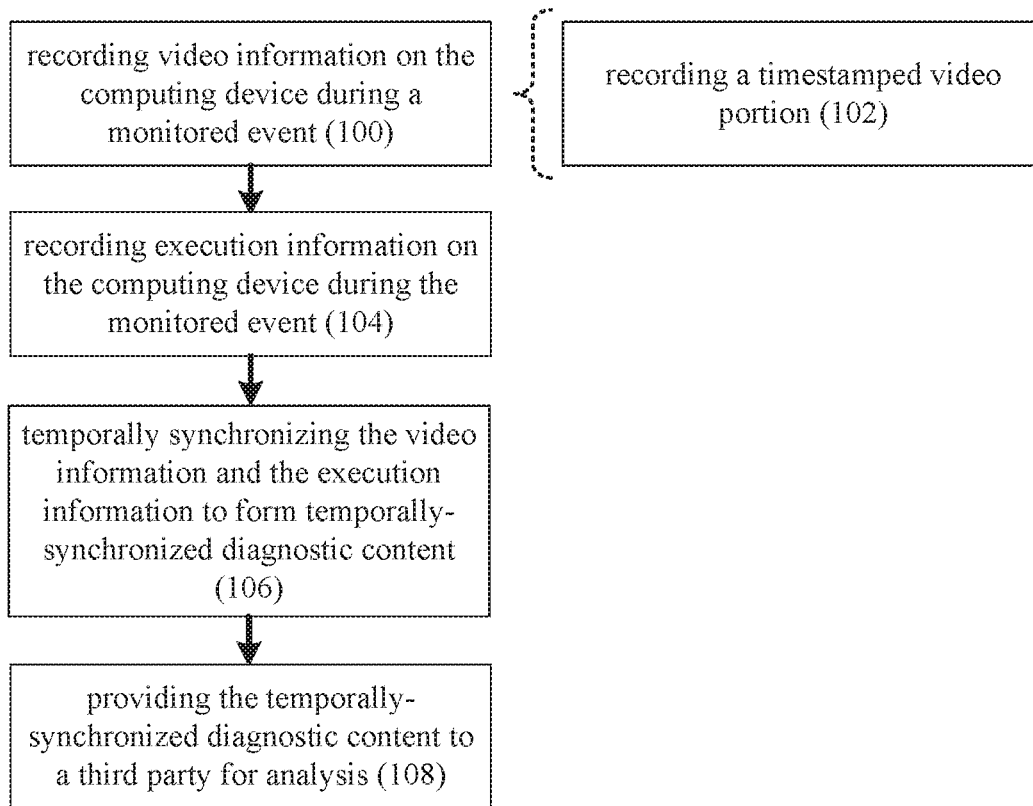 recording video information on the
computing device during a
monitored event (100)
recording a timestamped video
portion (102)
recording execution information on
the computing device during the
monitored event (104)
temporally synchronizing the video
information and the execution
information to form temporally-
synchronized diagnostic content
(106)
providing the temporally-
synchronized diagnostic content to
a third party for analysis (108)